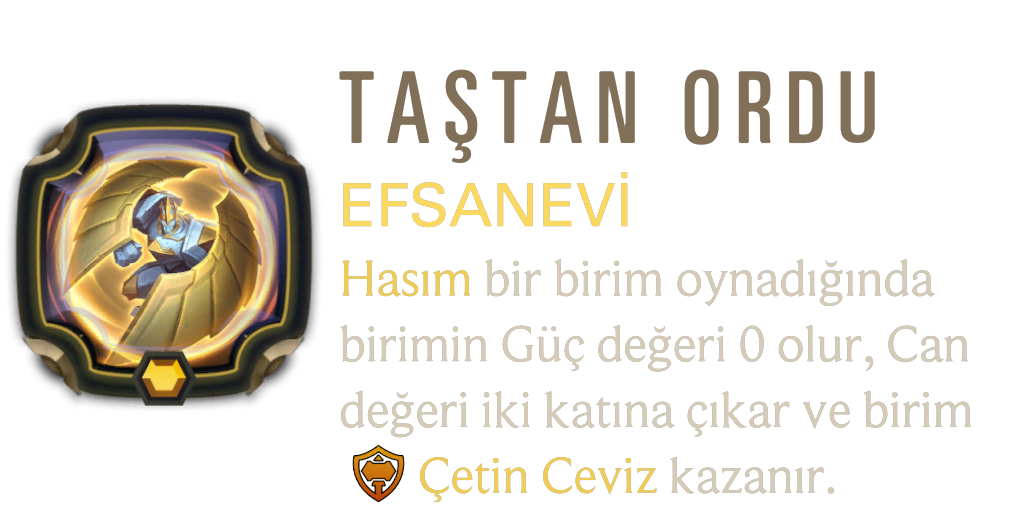 TAŞTAN ORDU
EFSANEVİ
Hasım bir birim oynadığında
birimin Güç değeri 0 olur, Can
değeri iki katına çıkar ve birim
Çetin Ceviz kazanır.